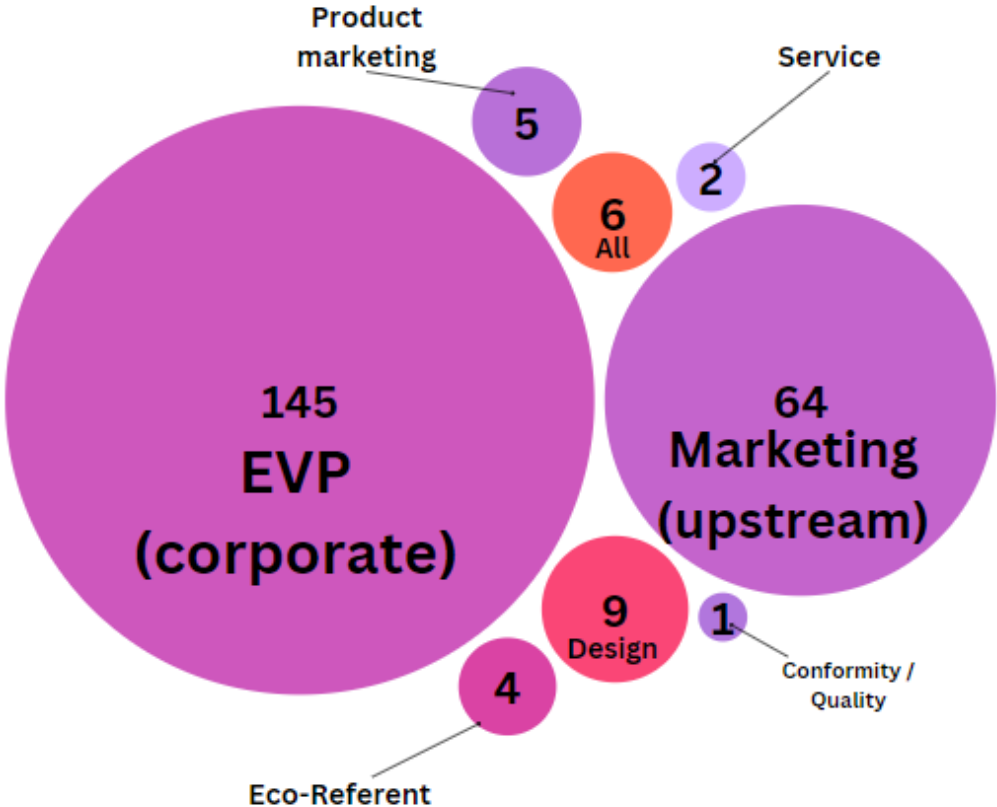 Product
marketing
Service
5
2
6
All
145
EVP
(corporate)
64
Marketing
(upstream)
9
Design
1
Conformity /
Quality
4
Eco-Referent